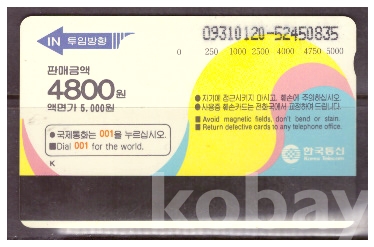 IN 투입방향
09310120-52450835
0 250 1000 2500 4000 4750 5000
판매금액
4800원
액면가 5,000원
● 국제통화는 001을 누르십시오.
■ Dial 001 for the world.
K
● 자기에 접근시키지 마시고, 훼손에 주의하십시오.
● 사용중 훼손카드는 전화국에서 교체하여 드립니다.
■ Avoid magnetic fields, don't bend or stain.
■ Return defective cards to any telephone office.
한국통신
Korea Telecom
kobay